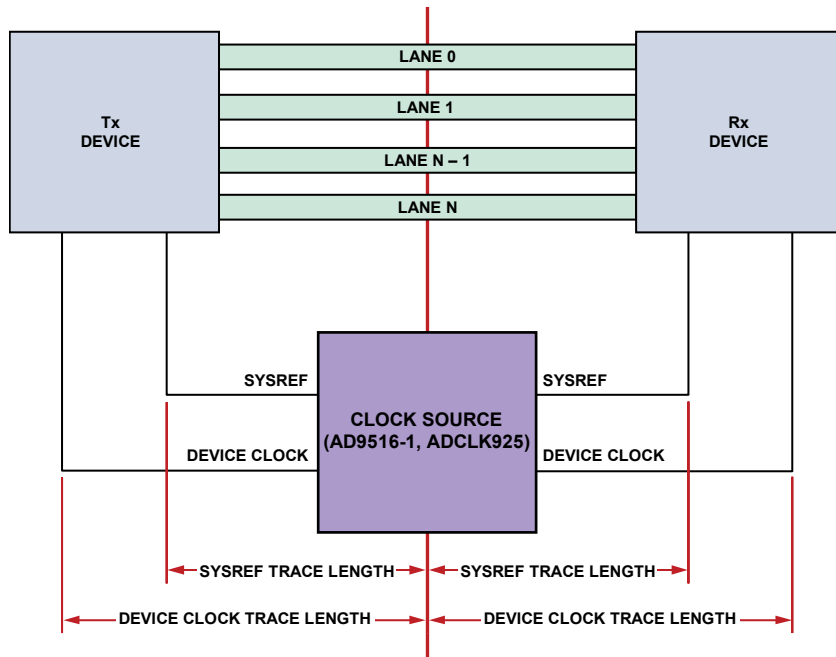 LANE 0
LANE 1
LANE N – 1
LANE N
Tx
DEVICE
Rx
DEVICE
SYSREF
SYSREF
CLOCK SOURCE
(AD9516-1, ADCLK925)
DEVICE CLOCK
DEVICE CLOCK
SYSREF TRACE LENGTH
SYSREF TRACE LENGTH
DEVICE CLOCK TRACE LENGTH
DEVICE CLOCK TRACE LENGTH